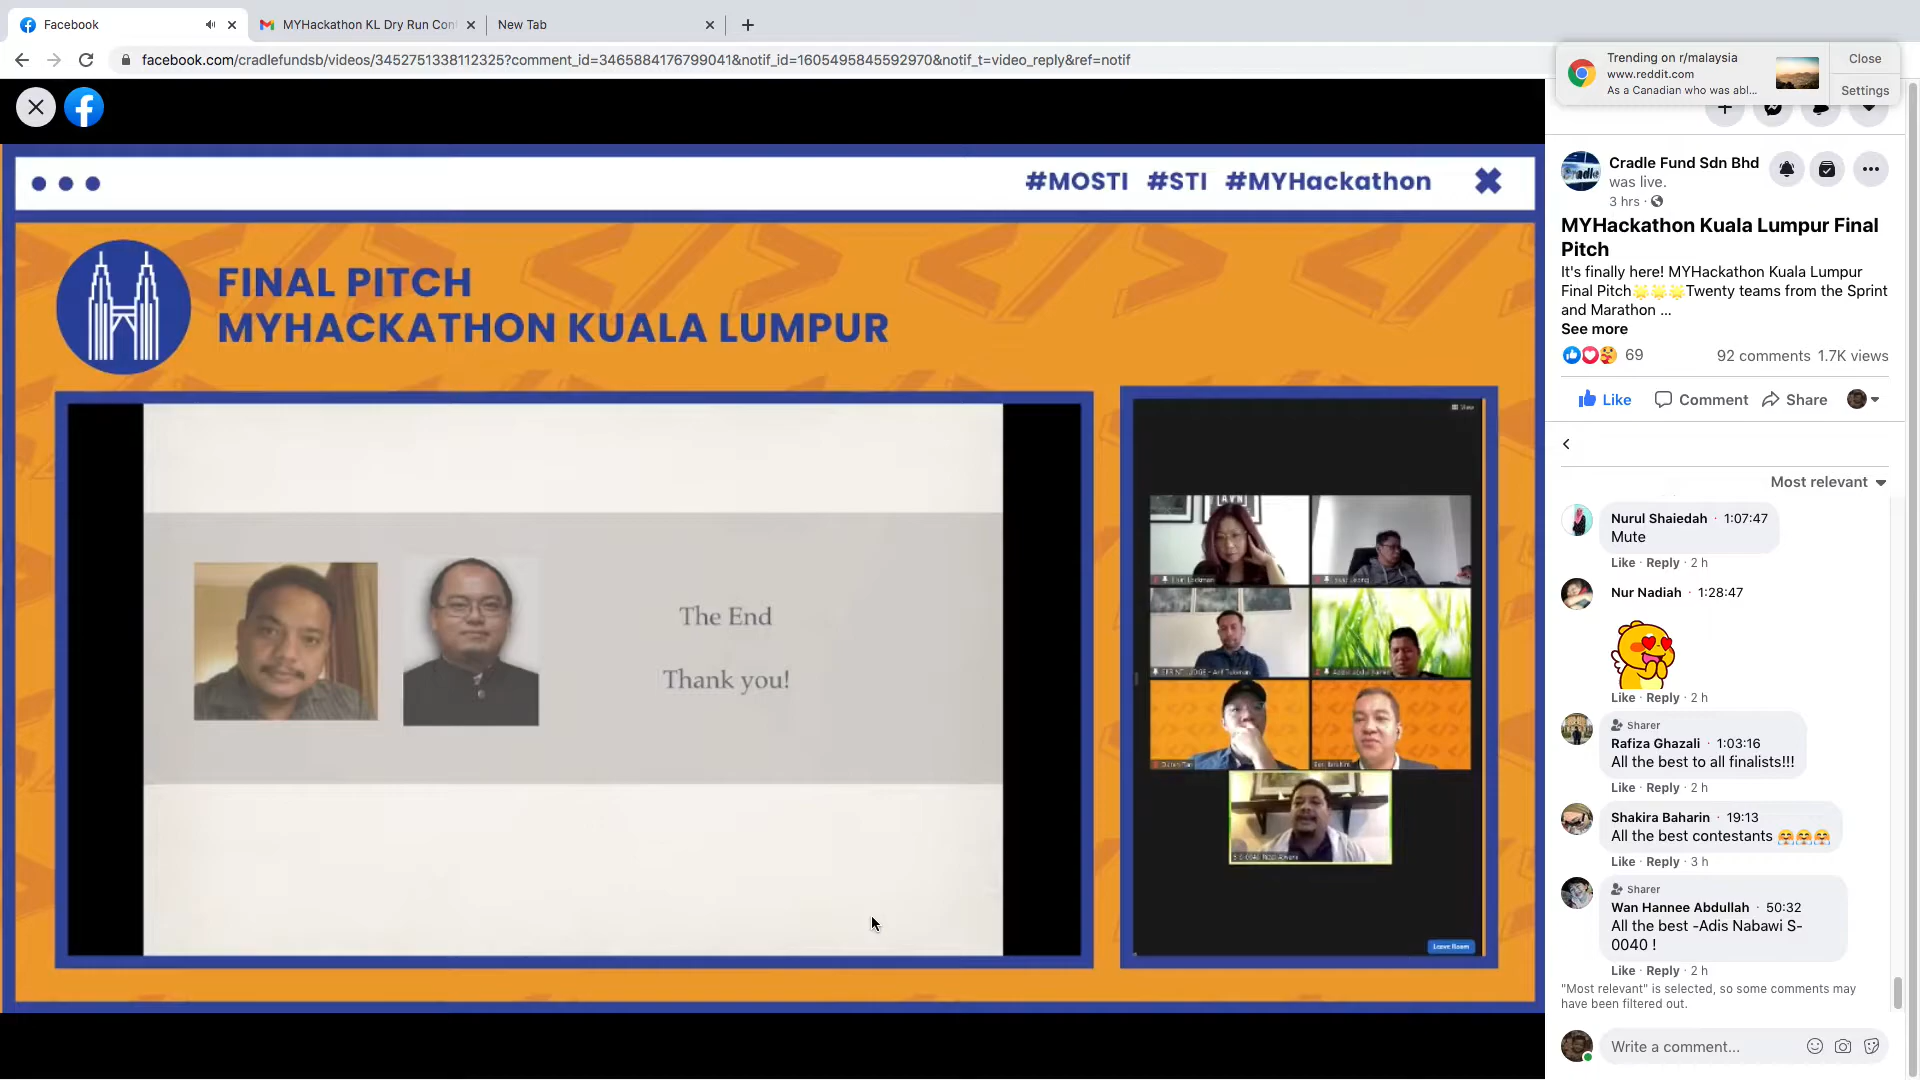 Facebook
MYHackathon KL Dry Run Con
New Tab
facebook.com/cradlefundsb/videos/3452751338112325?comment_id=3465884176799041&notif_id=1605495845592970&notif_t=video_reply&ref=notif
Trending on r/malaysia
www.reddit.com
As a Canadian who was abl...
Close
Settings
#MOSTI #STI #MYHackathon
FINAL PITCH
MYHACKATHON KUALA LUMPUR
The End
Thank you!
Leave Room
Cradle Fund Sdn Bhd
was live.
3 hrs ·
MYHackathon Kuala Lumpur Final
Pitch
It's finally here! MYHackathon Kuala Lumpur
Final Pitch🌟🌟🌟Twenty teams from the Sprint
and Marathon ...
See more
69
92 comments 1.7K views
Like Comment Share
Most relevant
Nurul Shaiedah · 1:07:47
Mute
Like · Reply · 2 h
Nur Nadiah · 1:28:47
Like · Reply · 2 h
Sharer
Rafiza Ghazali · 1:03:16
All the best to all finalists!!!
Like · Reply · 2 h
Shakira Baharin · 19:13
All the best contestants 🤗🤗🤗
Like · Reply · 3 h
Sharer
Wan Hannee Abdullah · 50:32
All the best -Adis Nabawi S-
0040 !
Like · Reply · 2 h
"Most relevant" is selected, so some comments may
have been filtered out.
Write a comment...